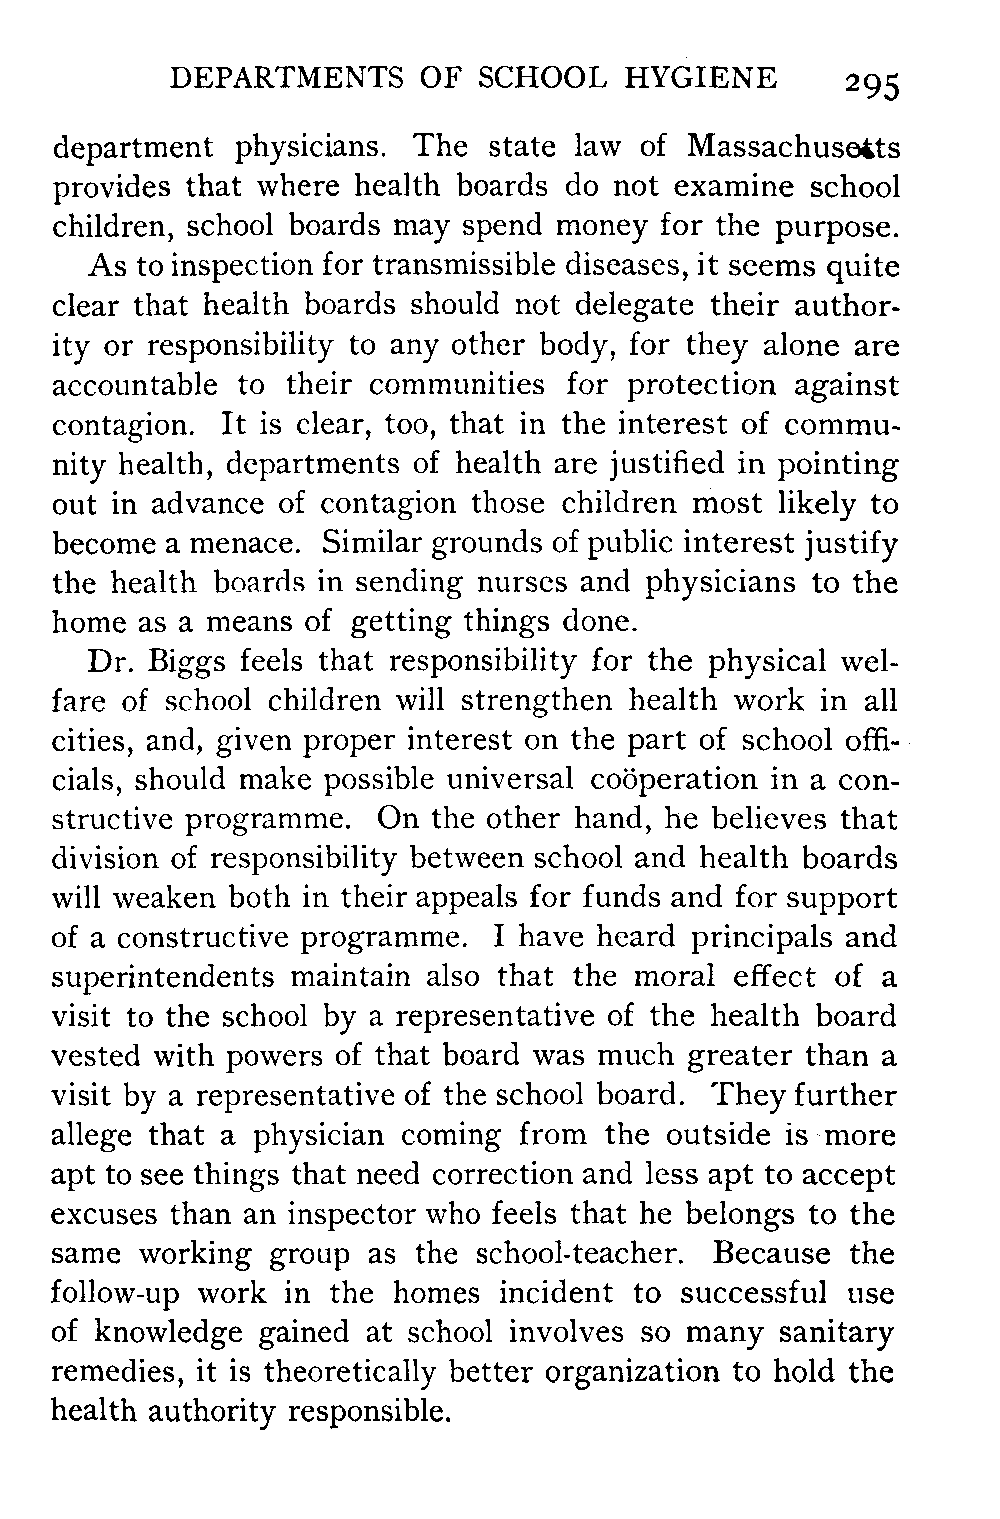 DEPARTMENTS OF SCHOOL HYGIENE 295
department physicians. The state law of Massachusetts
provides that where health boards do not examine school
children, school boards may spend money for the purpose.
As to inspection for transmissible diseases, it seems quite
clear that health boards should not delegate their author-
ity or responsibility to any other body, for they alone are
accountable to their communities for protection against
contagion. It is clear, too, that in the interest of commu-
nity health, departments of health are justified in pointing
out in advance of contagion those children most likely to
become a menace. Similar grounds of public interest justify
the health boards in sending nurses and physicians to the
home as a means of getting things done.
Dr. Biggs feels that responsibility for the physical wel-
fare of school children will strengthen health work in all
cities, and, given proper interest on the part of school offi-
cials, should make possible universal coöperation in a con-
structive programme. On the other hand, he believes that
division of responsibility between school and health boards
will weaken both in their appeals for funds and for support
of a constructive programme. I have heard principals and
superintendents maintain also that the moral effect of a
visit to the school by a representative of the health board
vested with powers of that board was much greater than a
visit by a representative of the school board. They further
allege that a physician coming from the outside is more
apt to see things that need correction and less apt to accept
excuses than an inspector who feels that he belongs to the
same working group as the school-teacher. Because the
follow-up work in the homes incident to successful use
of knowledge gained at school involves so many sanitary
remedies, it is theoretically better organization to hold the
health authority responsible.